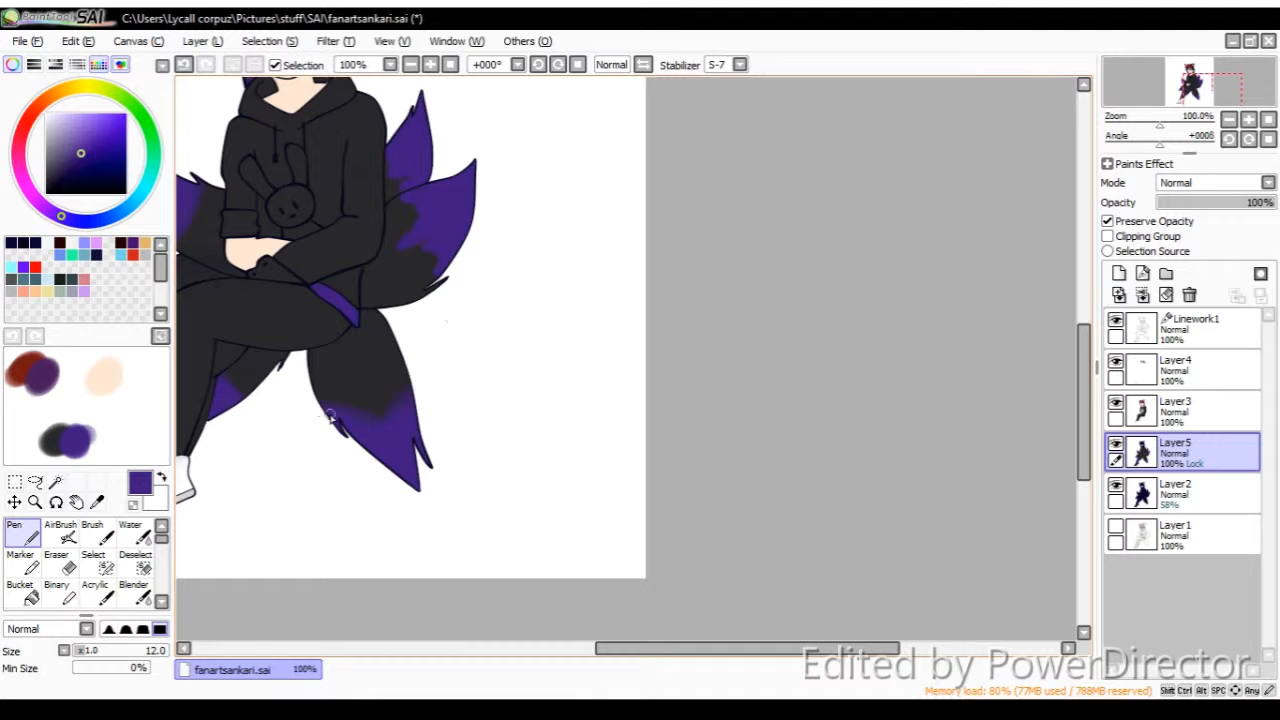 PaintTool SAI C:\Users\Lycall corpuz\Pictures\stuff\SAI\fanartsankari.sai (*)
File (F) Edit (E) Canvas (C) Layer (L) Selection (S) Filter (T) View (V) Window (W) Others (O)
Selection 100% +000° Normal Stabilizer S-7
Zoom 100.0%
Angle +0006
Paints Effect
Mode Normal
Opacity 100%
Preserve Opacity
Clipping Group
Selection Source
Linework1
Normal
100%
Layer4
Normal
100%
Layer3
Normal
100%
Layer5
Normal
100% Lock
Layer2
Normal
58%
Layer1
Normal
100%
Pen AirBrush Brush Water
Marker Eraser Select Deselect
Bucket Binary Acrylic Blender
Normal
Size x1.0 12.0
Min Size 0%
fanartsankari.sai 100%
Edited by PowerDirector
Memory load: 80% (77MB used / 788MB reserved) Shift Ctrl Alt SPC Any